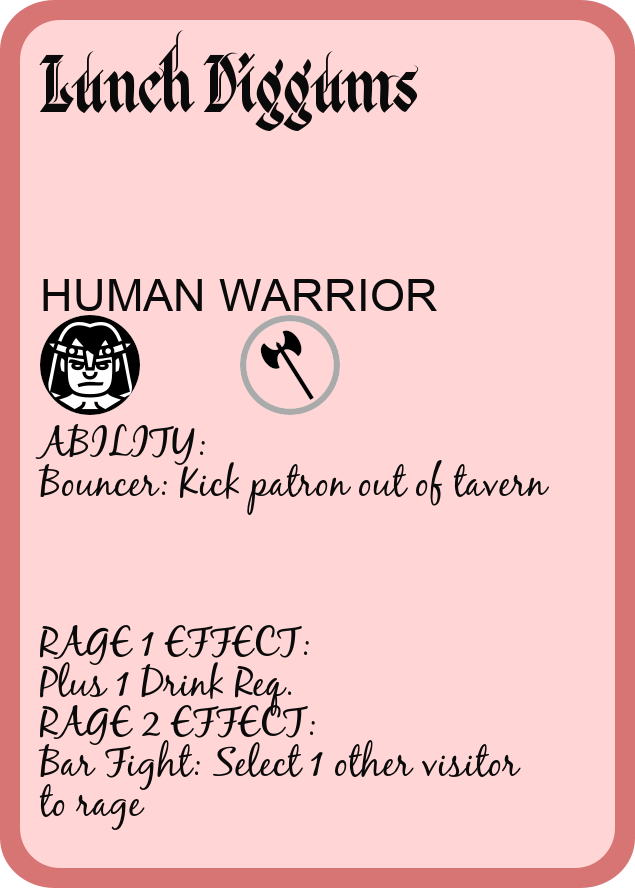 Lunch Diggums
HUMAN WARRIOR
ABILITY:
Bouncer: Kick patron out of tavern
RAGE 1 EFFECT:
Plus 1 Drink Req.
RAGE 2 EFFECT:
Bar Fight: Select 1 other visitor
to rage